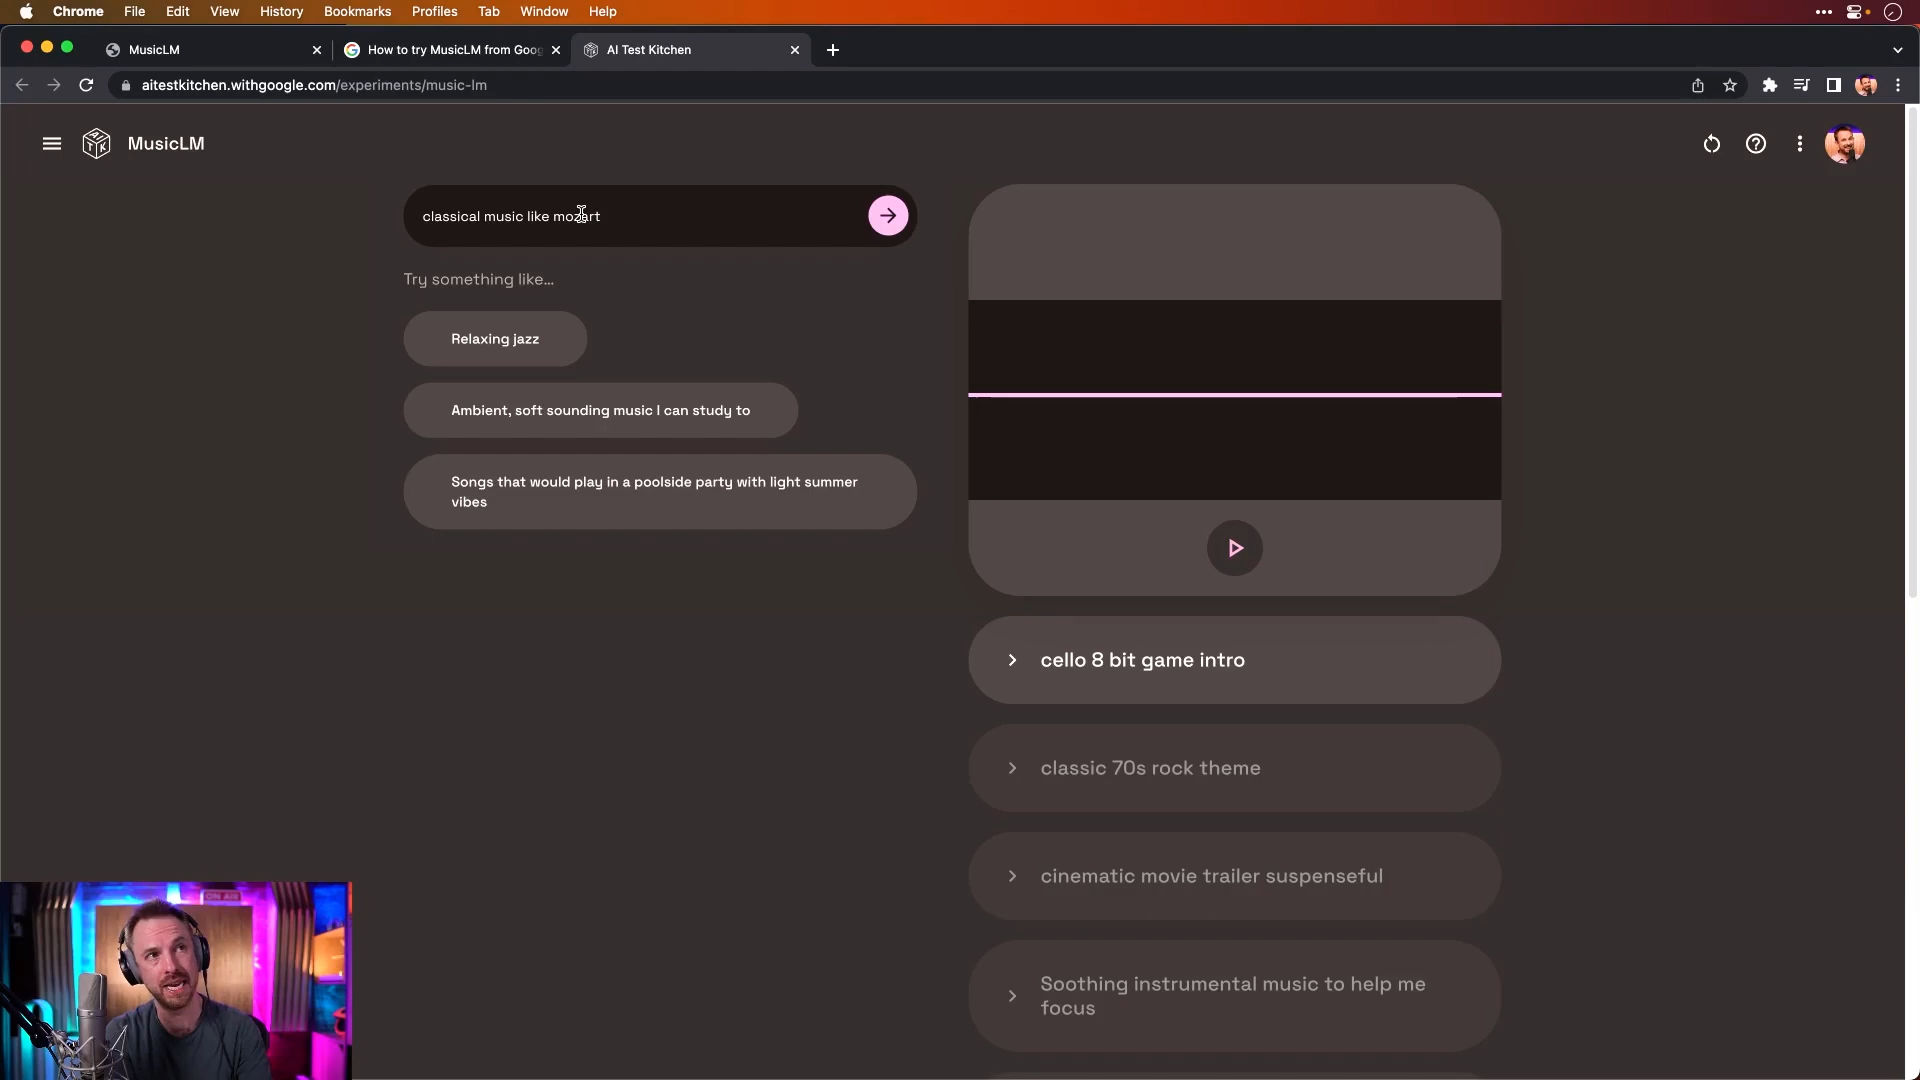 Chrome File Edit View History Bookmarks Profiles Tab Window Help
MusicLM
How to try MusicLM from Goog
AI Test Kitchen
aitestkitchen.withgoogle.com/experiments/music-lm
MusicLM
classical music like mozart
Try something like...
Relaxing jazz
Ambient, soft sounding music I can study to
Songs that would play in a poolside party with light summer
vibes
cello 8 bit game intro
classic 70s rock theme
cinematic movie trailer suspenseful
Soothing instrumental music to help me
focus
ON AIR